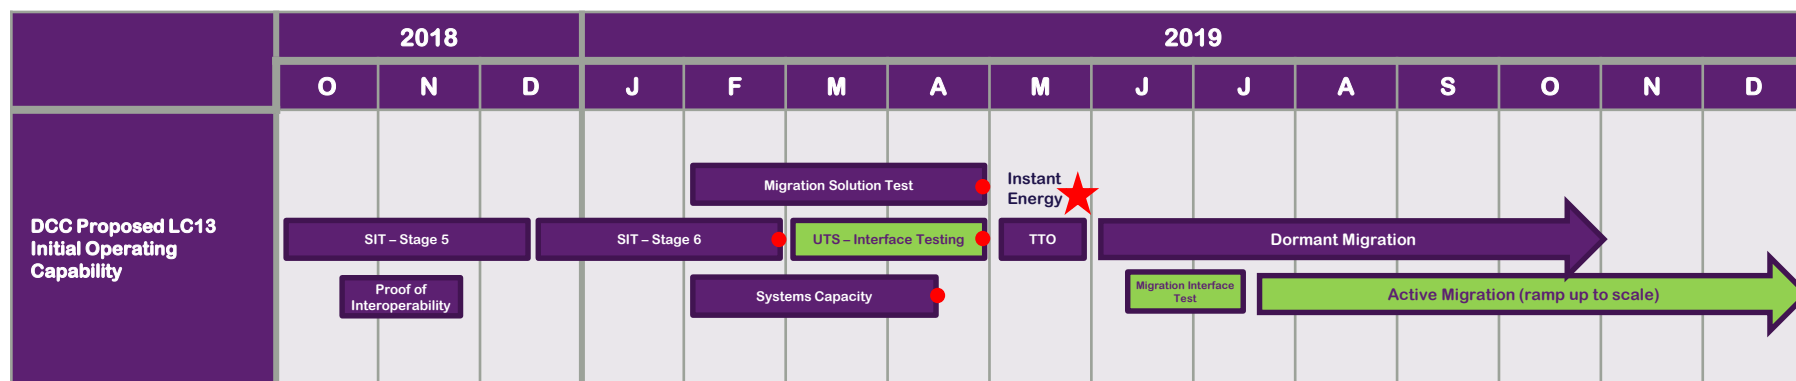 2018
2019
O N D J F M A M J J A S O N D
DCC Proposed LC13
Initial Operating
Capability
Migration Solution Test
Instant
Energy
SIT – Stage 5
SIT – Stage 6
UTS – Interface Testing
TTO
Dormant Migration
Proof of
Interoperability
Systems Capacity
Migration Interface
Test
Active Migration (ramp up to scale)